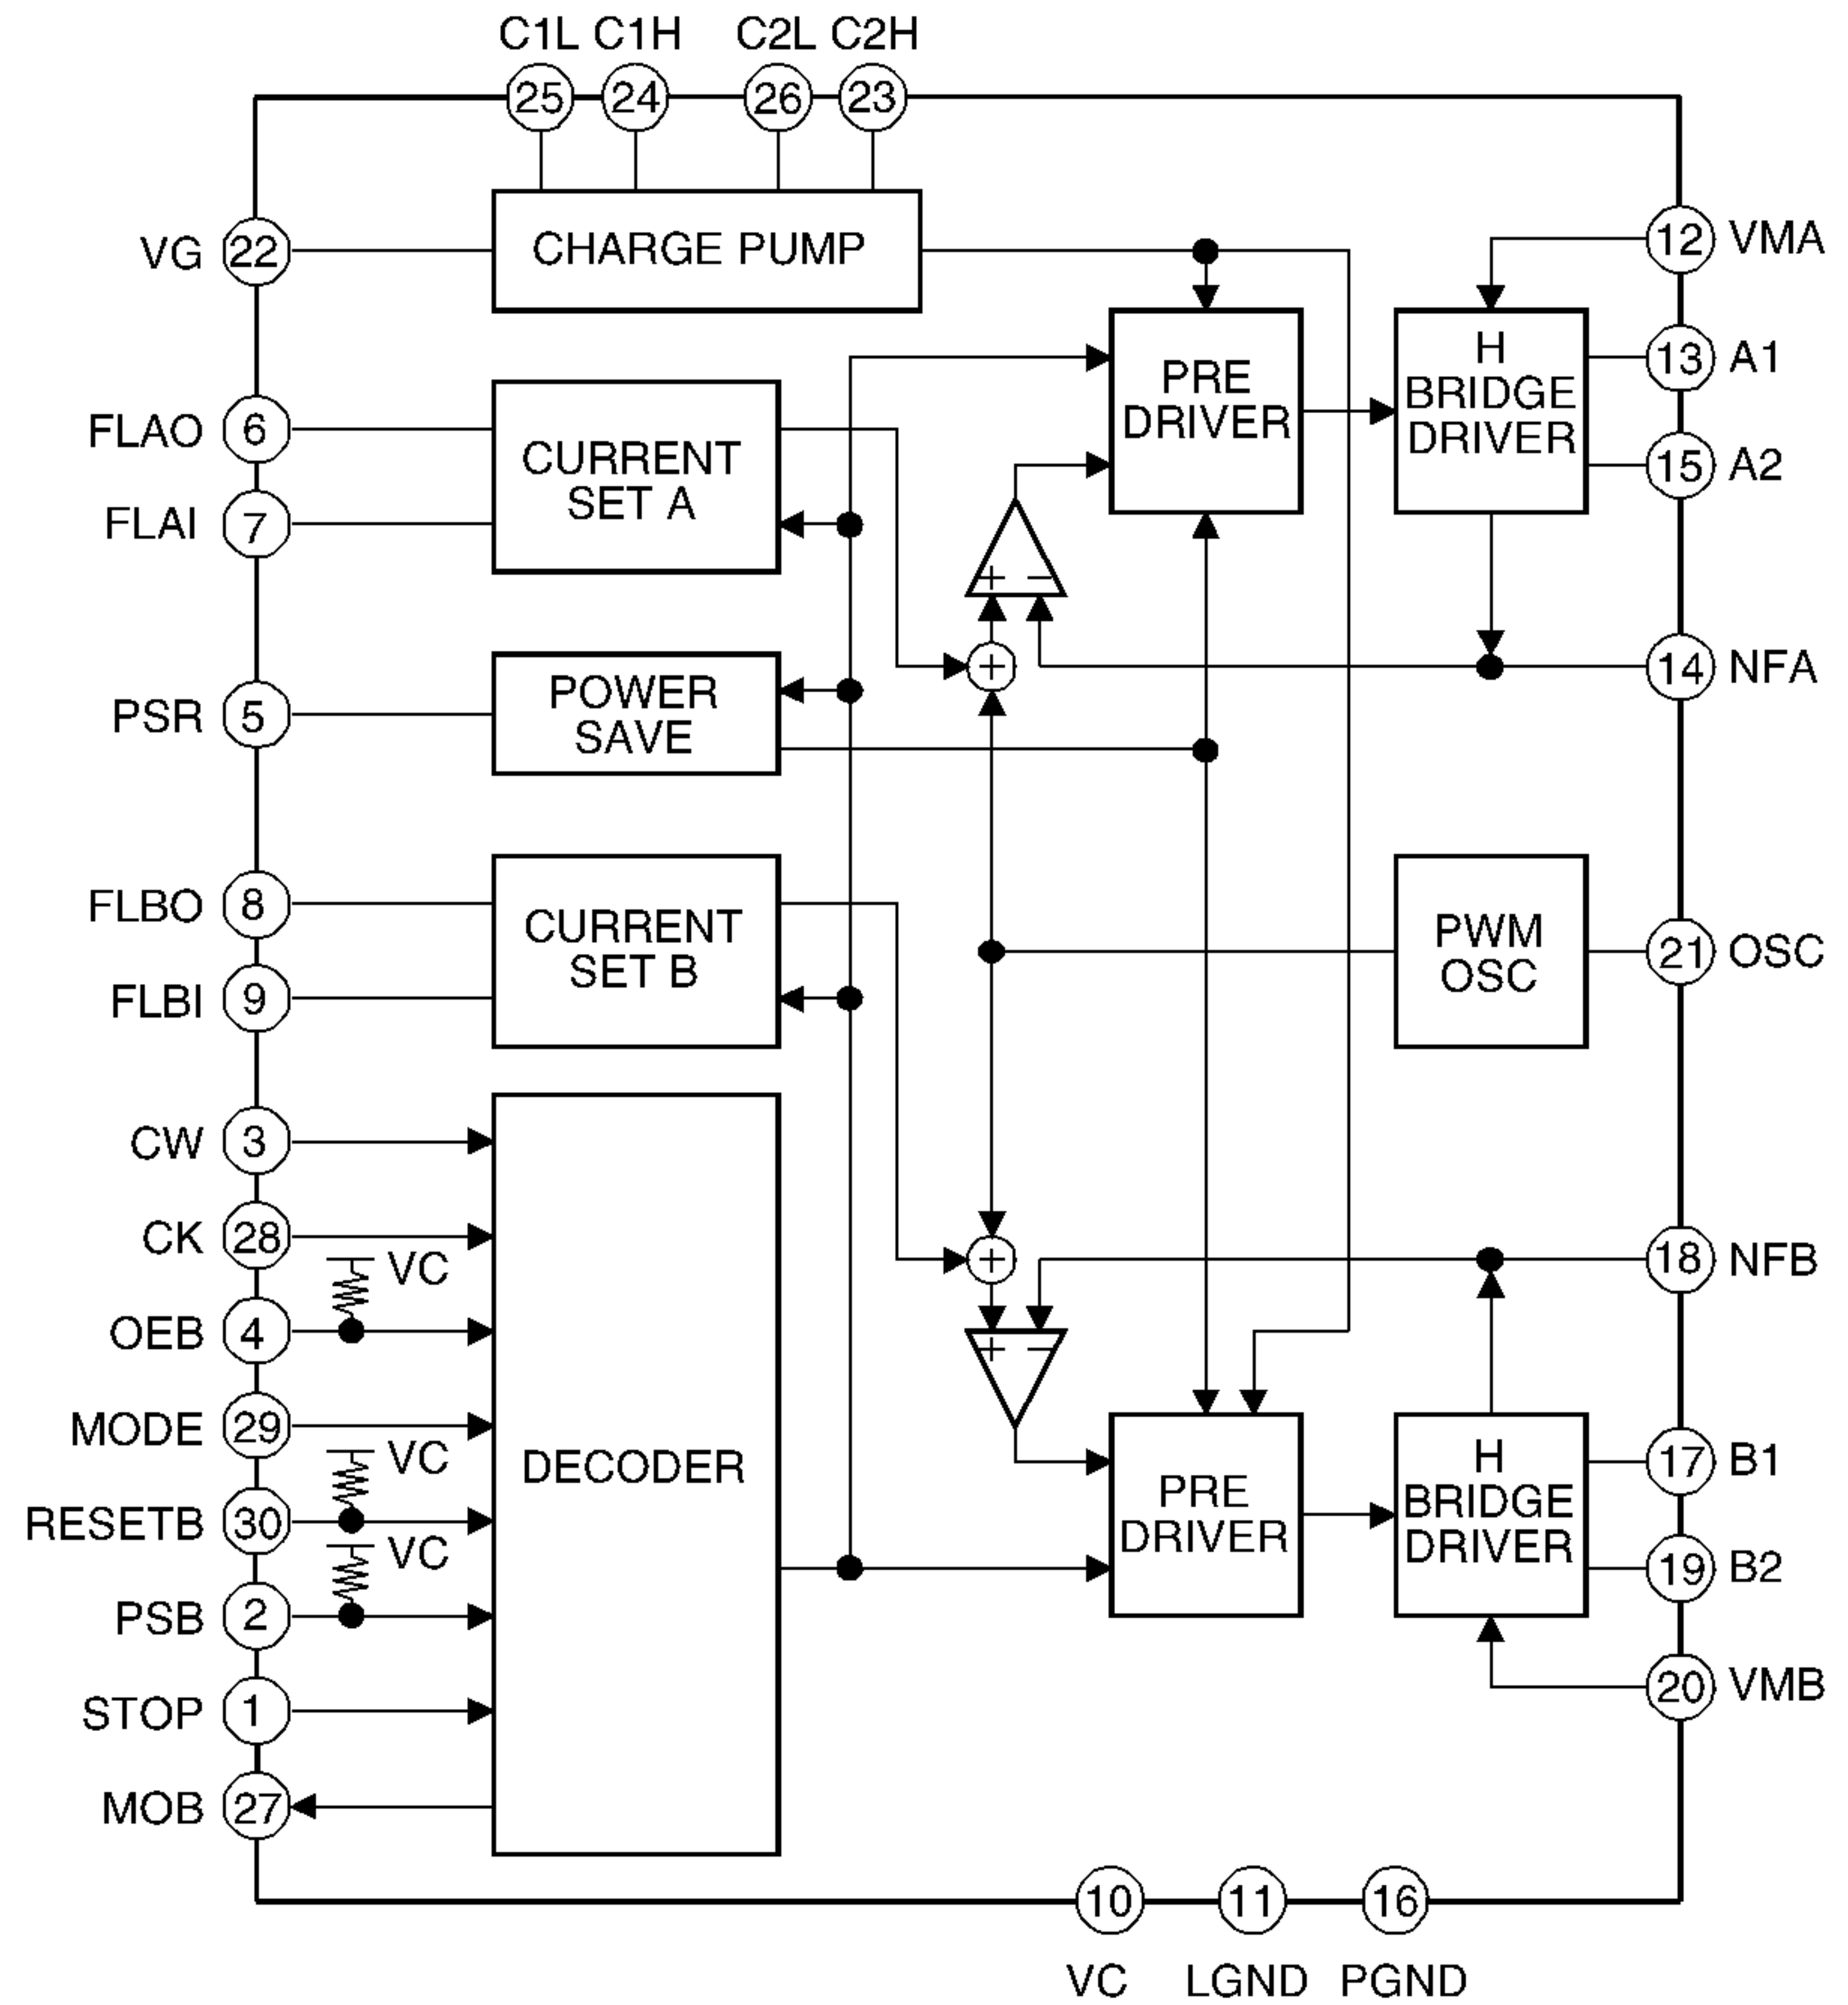 C1L C1H C2L C2H
25 24 26 23
VG 22 CHARGE PUMP 12 VMA
FLAO 6
FLAI 7
CURRENT
SET A
PRE
DRIVER
H
BRIDGE
DRIVER
13 A1
15 A2
+ −
+
14 NFA
PSR 5
POWER
SAVE
FLBO 8
FLBI 9
CURRENT
SET B
PWM
OSC
21 OSC
CW 3
CK 28
VC
OEB 4
MODE 29
VC
RESETB 30
VC
PSB 2
STOP 1
MOB 27
DECODER
+
+ −
18 NFB
PRE
DRIVER
H
BRIDGE
DRIVER
17 B1
19 B2
20 VMB
10 11 16
VC LGND PGND